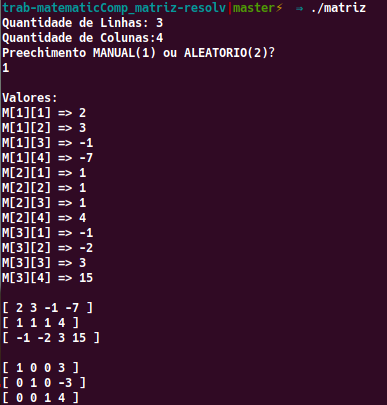 trab-matematicComp_matriz-resolv|master⚡ ⇒ ./matriz
Quantidade de Linhas: 3
Quantidade de Colunas:4
Preechimento MANUAL(1) ou ALEATORIO(2)?
1
Valores:
M[1][1] => 2
M[1][2] => 3
M[1][3] => -1
M[1][4] => -7
M[2][1] => 1
M[2][2] => 1
M[2][3] => 1
M[2][4] => 4
M[3][1] => -1
M[3][2] => -2
M[3][3] => 3
M[3][4] => 15
[ 2 3 -1 -7 ]
[ 1 1 1 4 ]
[ -1 -2 3 15 ]
[ 1 0 0 3 ]
[ 0 1 0 -3 ]
[ 0 0 1 4 ]